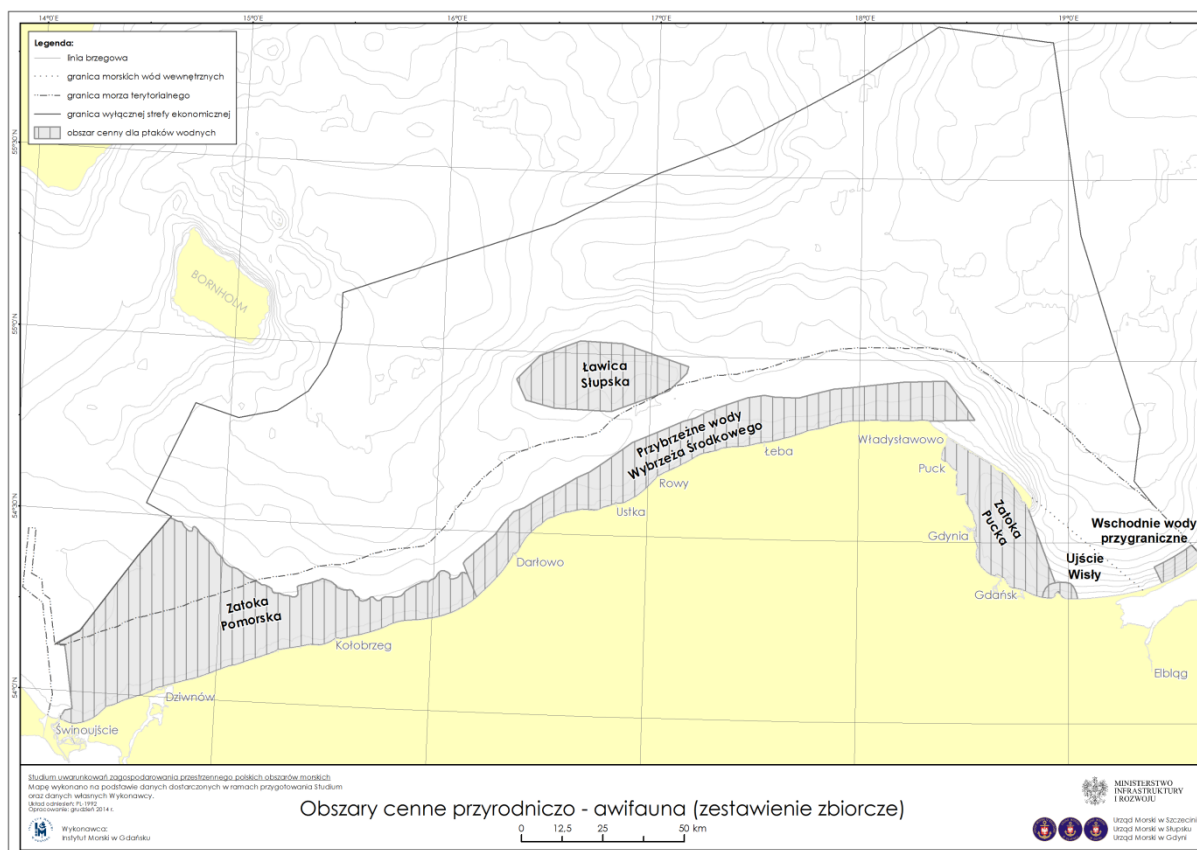 14°0'E 15°0'E 16°0'E 17°0'E 18°0'E 19°0'E
Legenda:
linia brzegowa
granica morskich wód wewnętrznych
granica morza terytorialnego
granica wyłącznej strefy ekonomicznej
obszar cenny dla ptaków wodnych
55°30'N
BORNHOLM
55°0'N
Ławica
Słupska
Przybrzeżne wody
Wybrzeża Środkowego
Władysławowo
Łeba
Puck
Rowy
54°30'N
Ustka
Zatoka
Pucka
Wschodnie wody
przygraniczne
Gdynia
Darłowo
Ujście
Wisły
Gdańsk
Zatoka
Pomorska
Kołobrzeg
Elbląg
54°0'N
Dziwnów
Świnoujście
Studium uwarunkowań zagospodarowania przestrzennego polskich obszarów morskich
Mapę wykonano na podstawie danych dostarczonych w ramach przygotowania Studium
oraz danych własnych Wykonawcy.
Układ odniesień: PL-1992
Opracowanie: grudzień 2014 r.
Wykonawca:
Instytut Morski w Gdańsku
Obszary cenne przyrodniczo - awifauna (zestawienie zbiorcze)
0 12,5 25 50 km
MINISTERSTWO
INFRASTRUKTURY
I ROZWOJU
Urząd Morski w Szczecinie
Urząd Morski w Słupsku
Urząd Morski w Gdyni